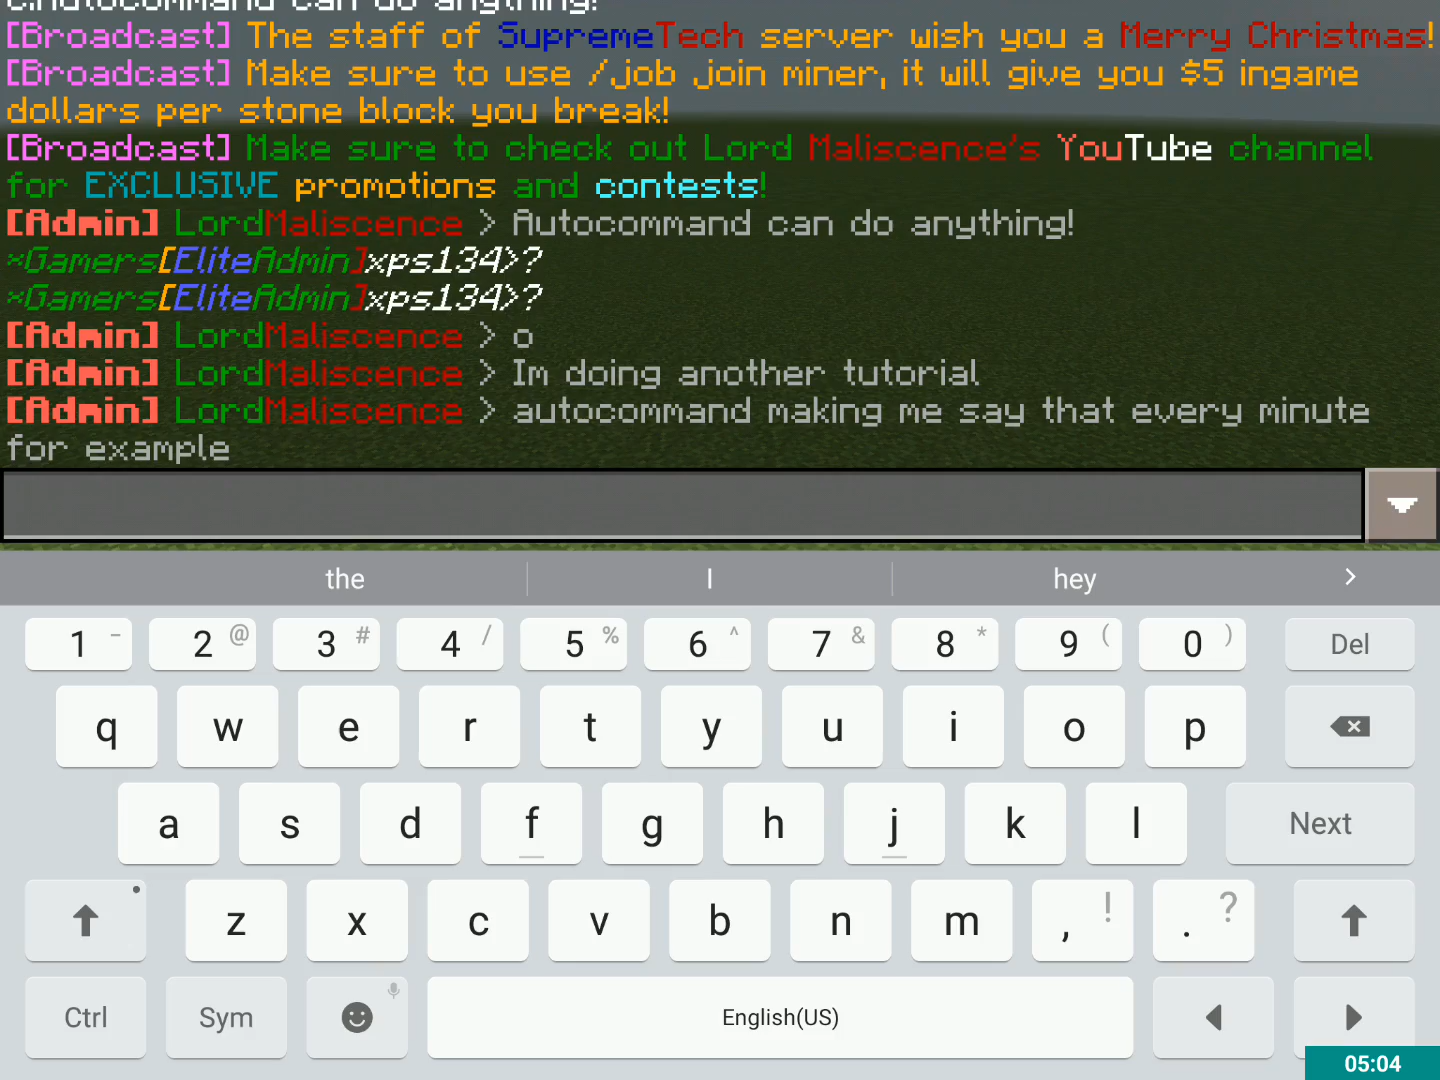 c:Autocommand can do anything!
[Broadcast] The staff of SupremeTech server wish you a Merry Christmas!
[Broadcast] Make sure to use /job join miner, it will give you $5 ingame
dollars per stone block you break!
[Broadcast] Make sure to check out Lord Maliscence's YouTube channel
for EXCLUSIVE promotions and contests!
[Admin] LordMaliscence > Autocommand can do anything!
*Gamers[EliteAdmin]xps134>?
*Gamers[EliteAdmin]xps134>?
[Admin] LordMaliscence > o
[Admin] LordMaliscence > Im doing another tutorial
[Admin] LordMaliscence > autocommand making me say that every minute
for example
the I hey >
1 - 2 @ 3 # 4 / 5 % 6 ^ 7 & 8 * 9 ( 0 ) Del
q w e r t y u i o p
a s d f g h j k l Next
z x c v b n m , ! . ?
Ctrl Sym English(US)
05:04